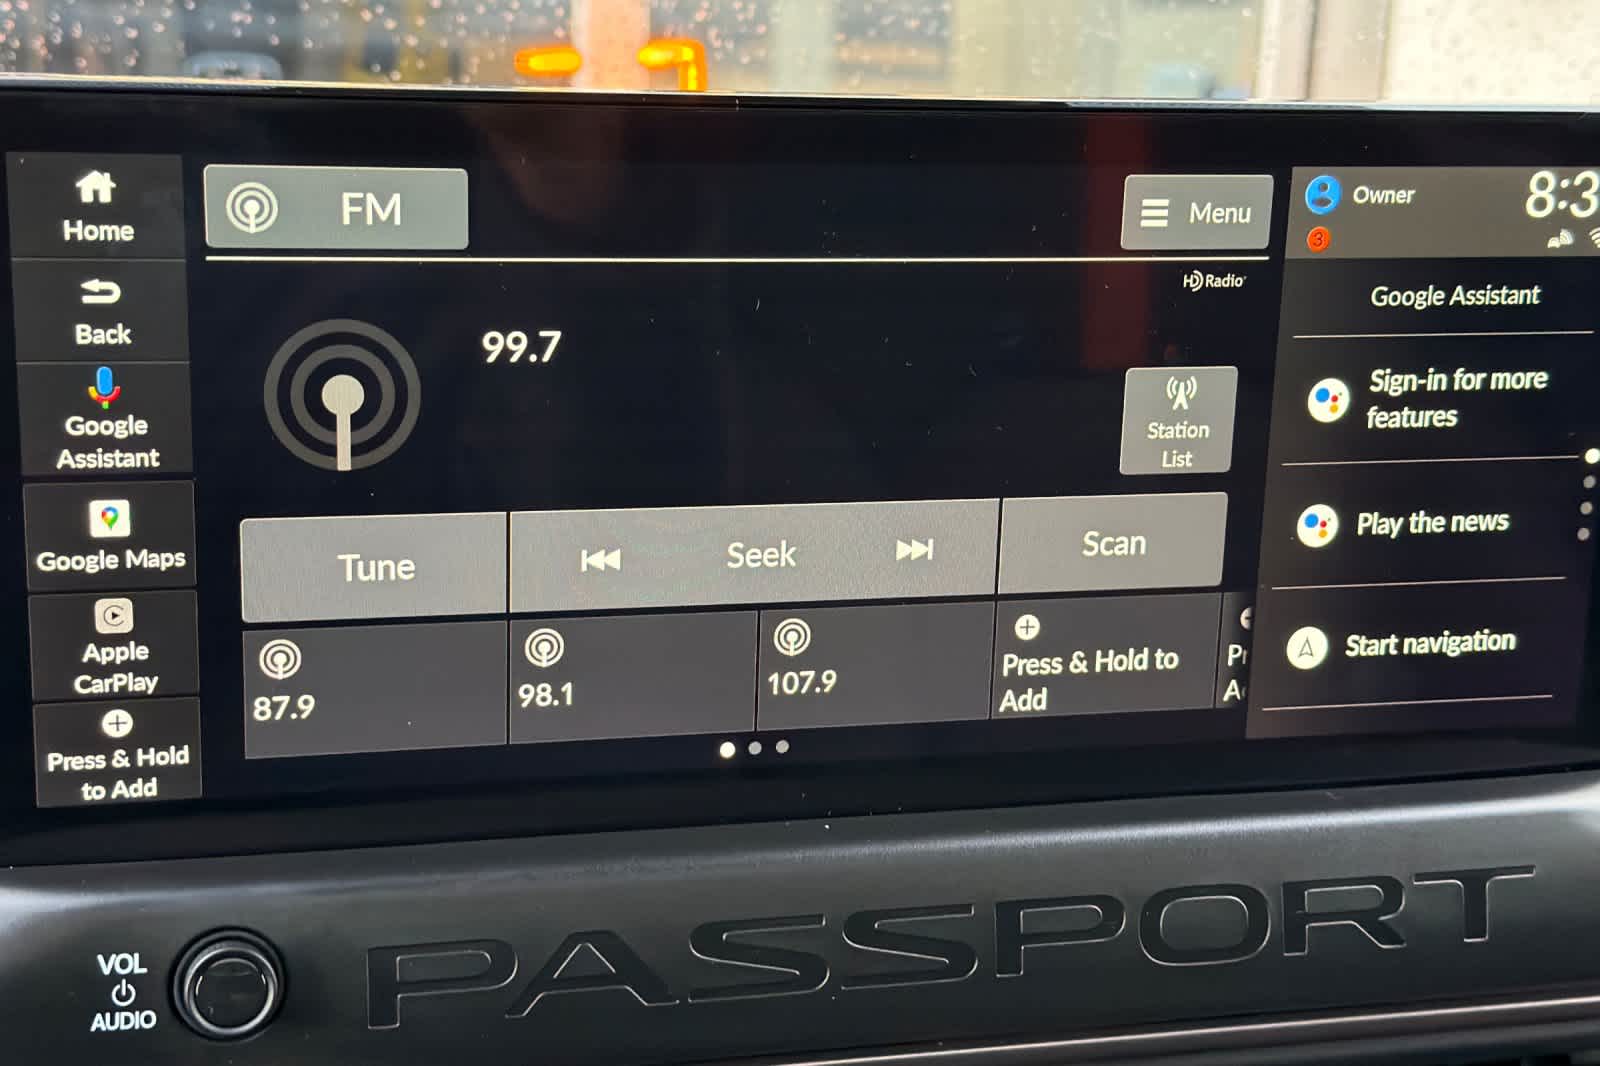 Home
Back
Google
Assistant
Google Maps
Apple
CarPlay
Press & Hold
to Add
FM
Menu
HD Radio
99.7
Station
List
Tune
Seek
Scan
87.9
98.1
107.9
Press & Hold to
Add
Owner
8:3
3
Google Assistant
Sign-in for more
features
Play the news
Start navigation
VOL
AUDIO
PASSPORT